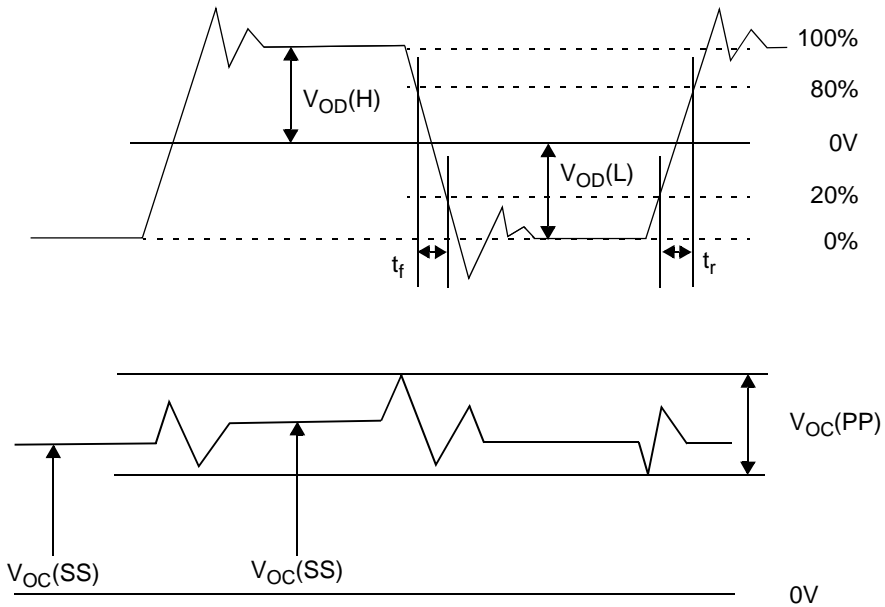 100%
V_OD(H)
80%
0V
V_OD(L)
20%
0%
t_f
t_r
V_OC(PP)
V_OC(SS)
V_OC(SS)
0V